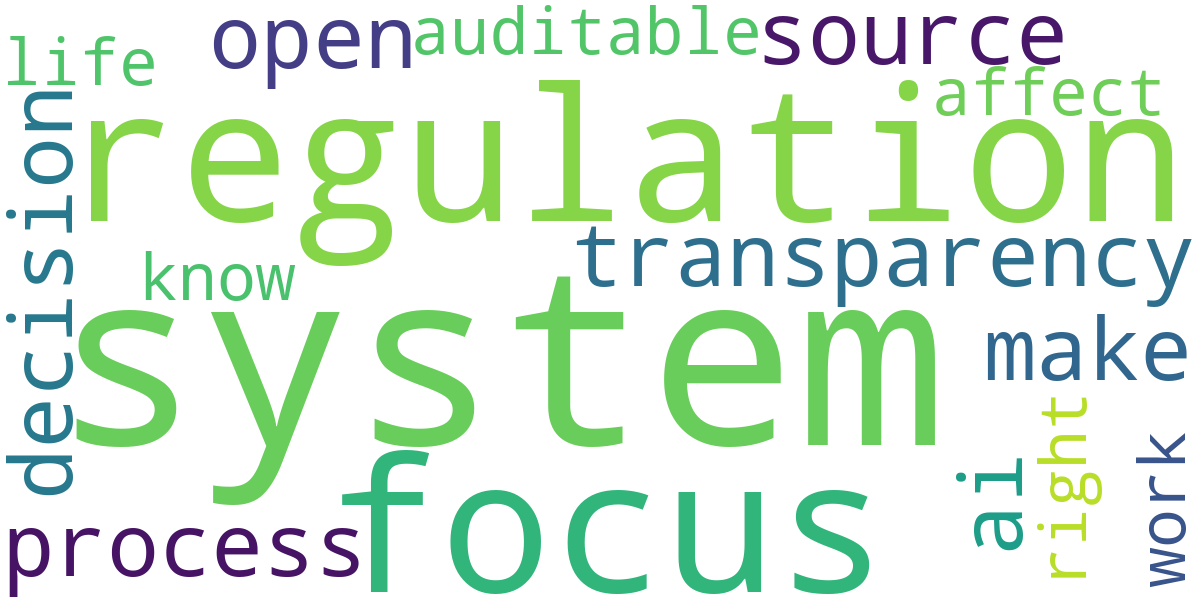 open auditable source
life affect
regulation
decision
transparency
know
system
make
focus
ai right work
process